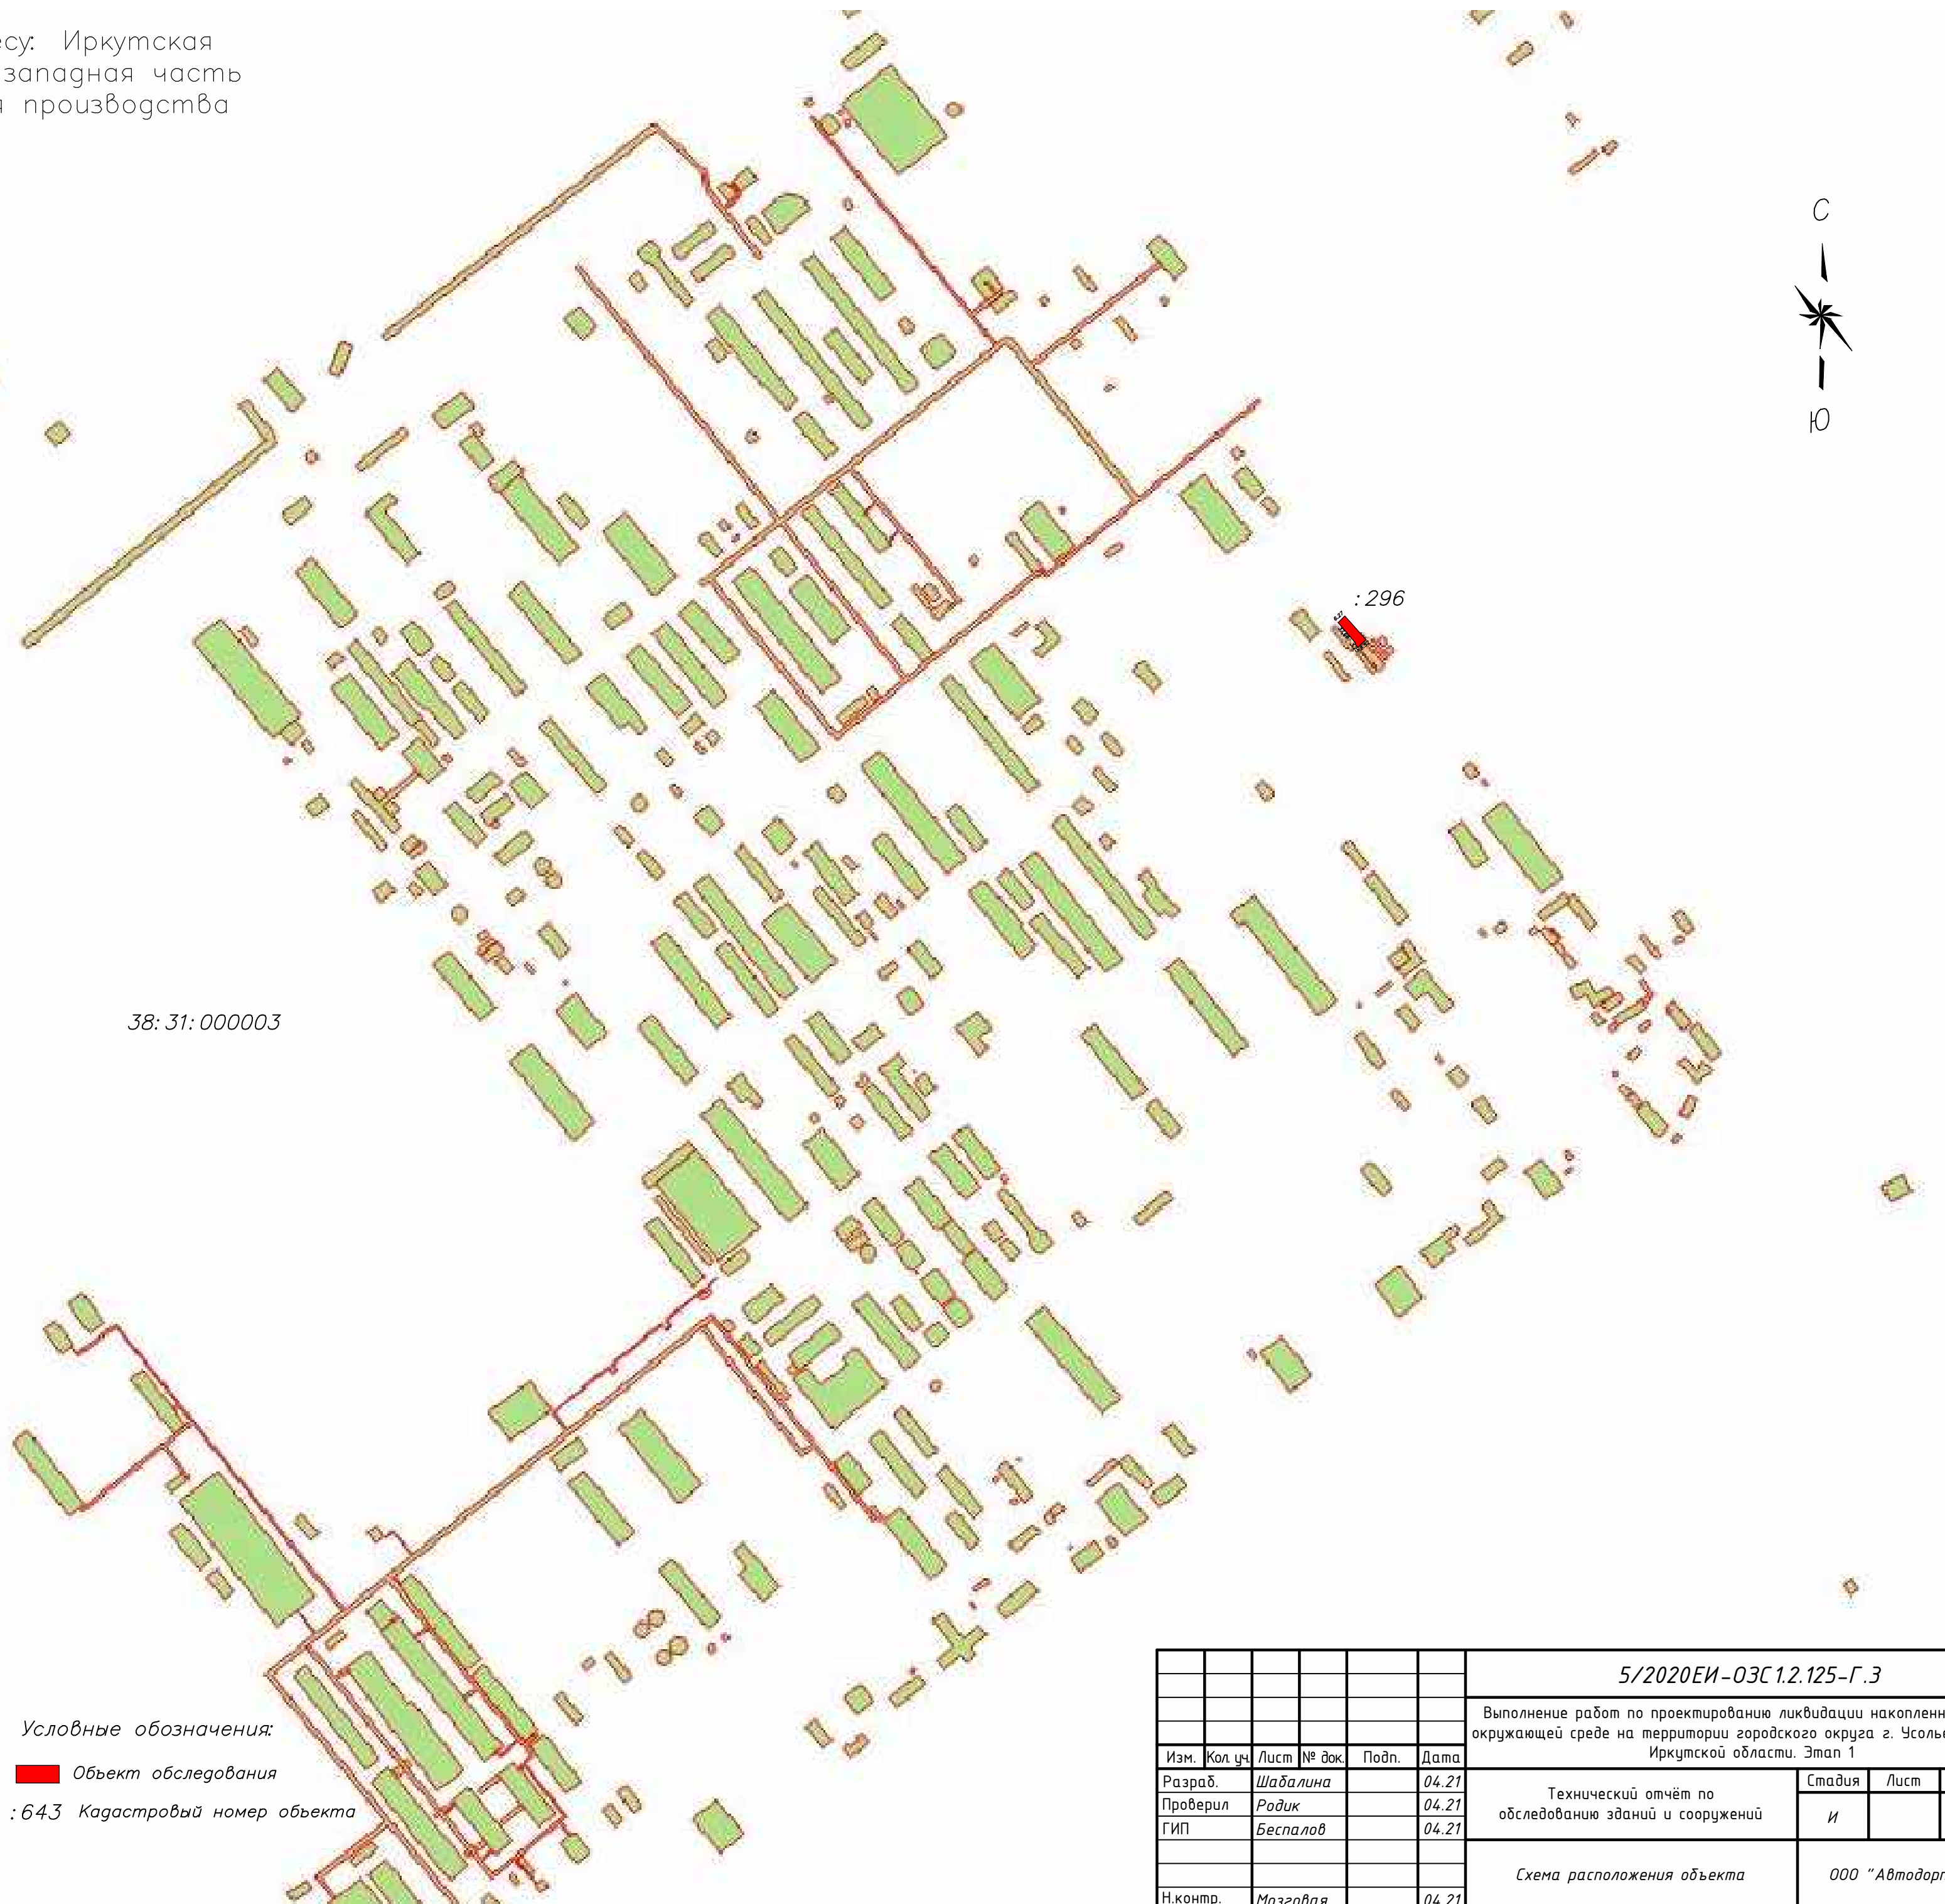 есу: Иркутская
западная часть
я производства
С
Ю
:296
38:31:000003
Условные обозначения:
Объект обследования
:643 Кадастровый номер объекта
5/2020ЕИ-ОЗС1.2.125-Г.3
Выполнение работ по проектированию ликвидации накопленн
окружающей среде на территории городского округа г. Усолье
Иркутской области. Этап 1
Изм. Кол. уч. Лист № док. Подп. Дата
Разраб. Шабалина 04.21
Проверил Родик 04.21
ГИП Беспалов 04.21
Н.контр. Мозговая 04.21
Технический отчёт по
обследованию зданий и сооружений
Стадия Лист
И
Схема расположения объекта
ООО "Автодорп